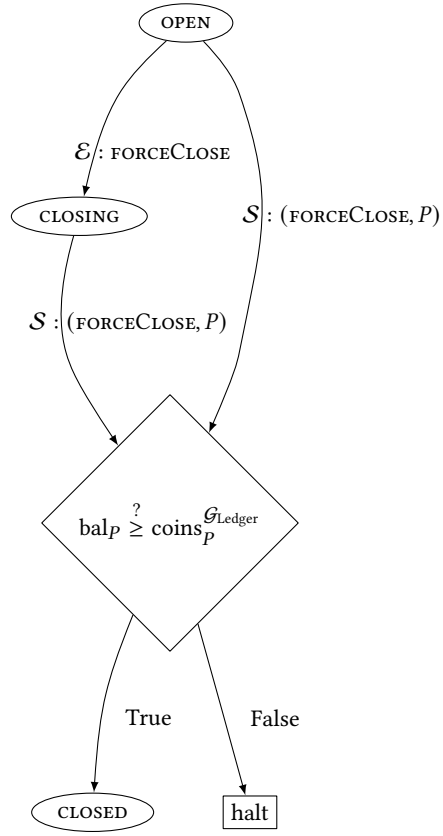 OPEN
ℰ : FORCECLOSE
CLOSING
𝒮 : (FORCECLOSE, P)
𝒮 : (FORCECLOSE, P)
bal_P ≥^? coins_P^{𝒢_Ledger}
True
False
CLOSED
halt